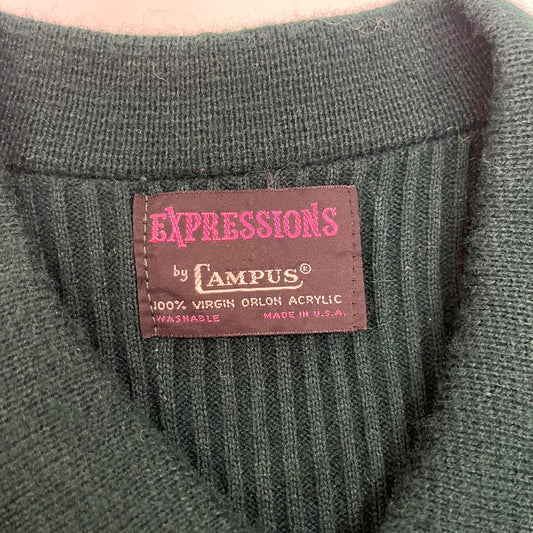 EXPRESSIONS
by CAMPUS®
100% VIRGIN ORLON ACRYLIC
WASHABLE MADE IN U.S.A.